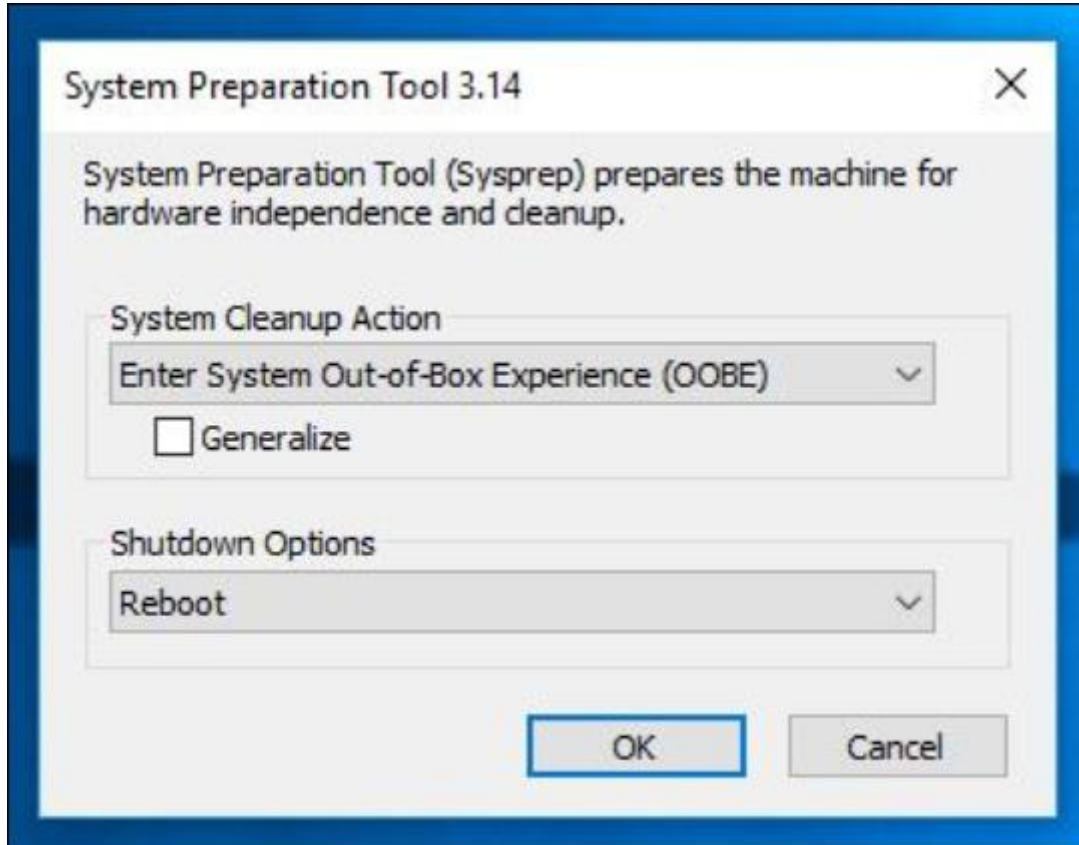 System Preparation Tool 3.14
System Preparation Tool (Sysprep) prepares the machine for
hardware independence and cleanup.
System Cleanup Action
Enter System Out-of-Box Experience (OOBE)
Generalize
Shutdown Options
Reboot
OK
Cancel